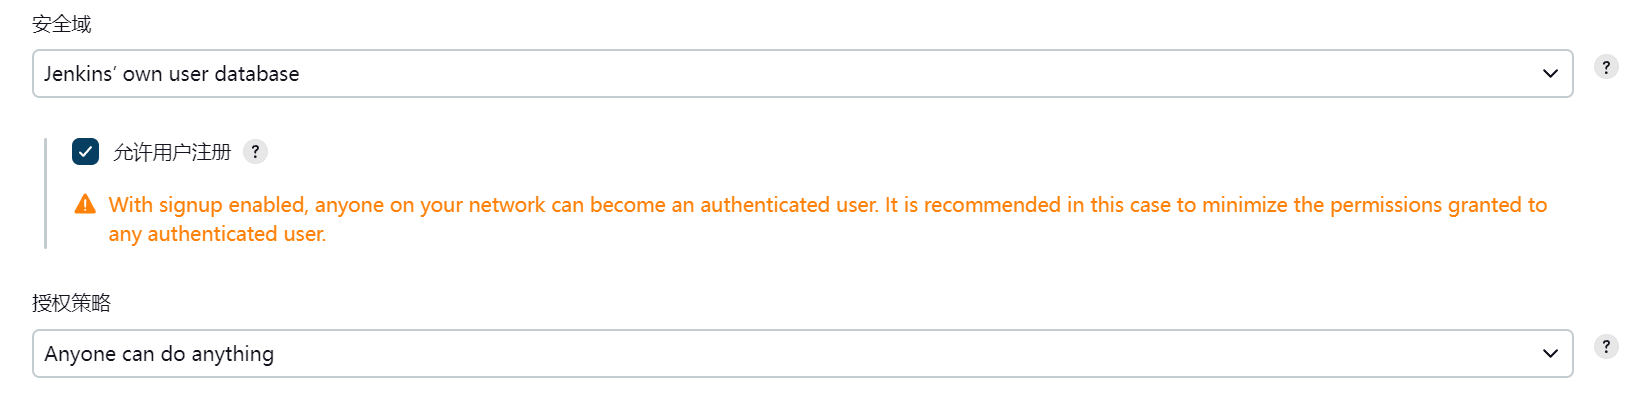 安全域
Jenkins’ own user database
?
允许用户注册 ?
With signup enabled, anyone on your network can become an authenticated user. It is recommended in this case to minimize the permissions granted to
any authenticated user.
授权策略
Anyone can do anything
?